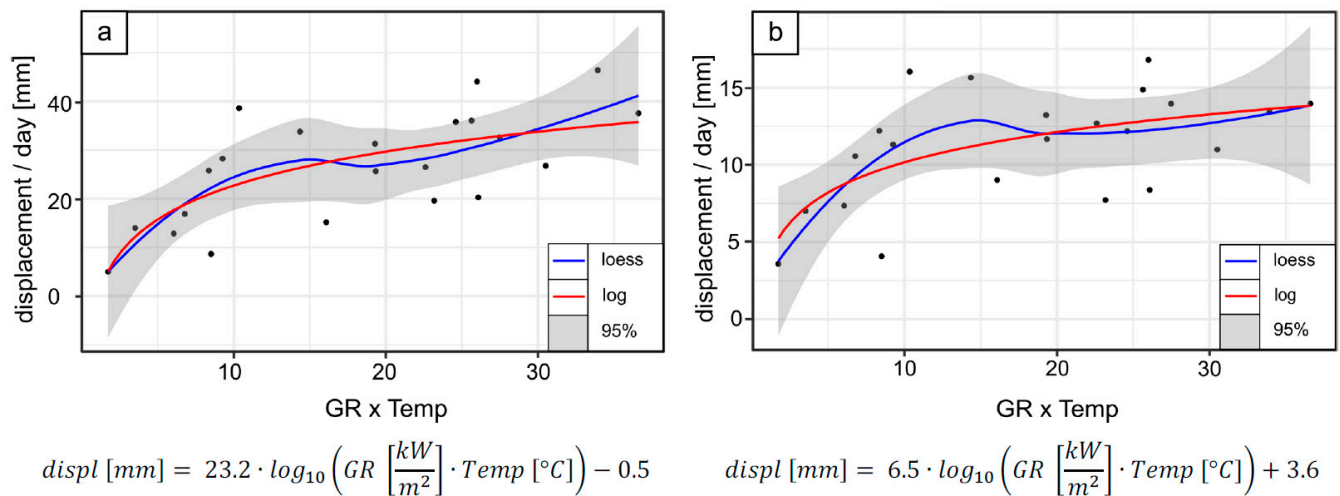 a
displacement / day [mm]
40
20
0
10
20
30
GR x Temp
loess
log
95%
displ [mm] = 23.2 · log₁₀ (GR [kW/m²] · Temp [°C]) − 0.5
b
displacement / day [mm]
15
10
5
0
10
20
30
GR x Temp
loess
log
95%
displ [mm] = 6.5 · log₁₀ (GR [kW/m²] · Temp [°C]) + 3.6